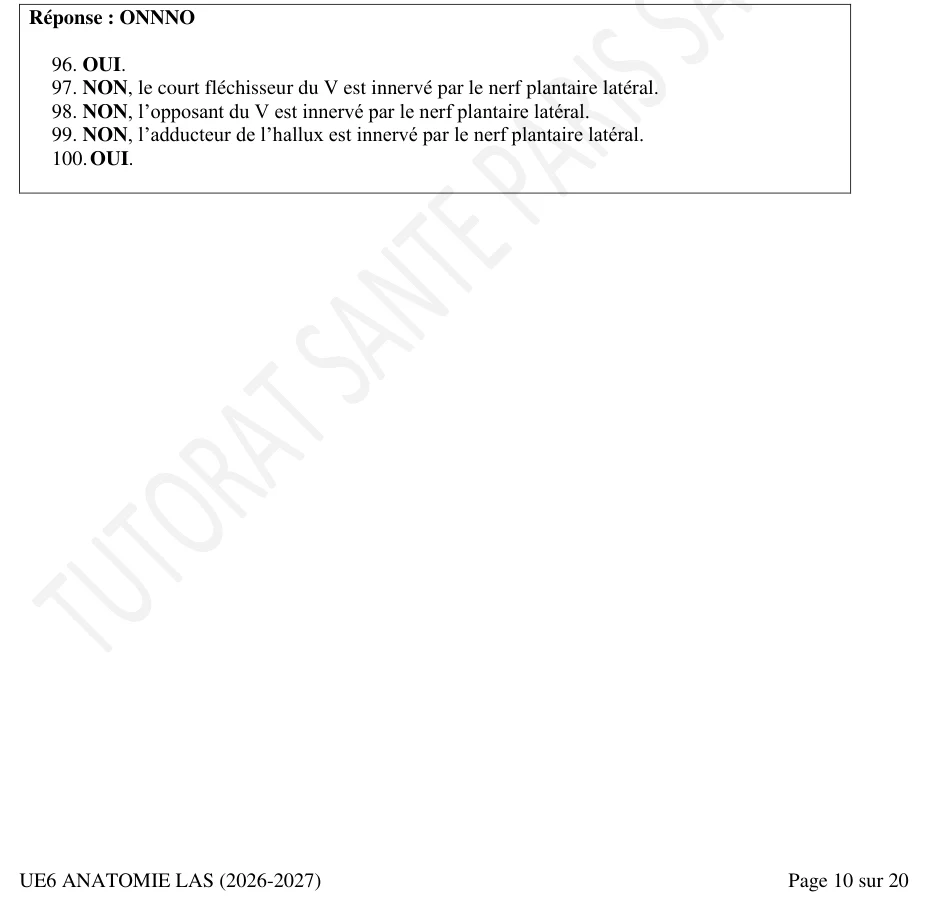 Réponse : ONNNO
96. OUI.
97. NON, le court fléchisseur du V est innervé par le nerf plantaire latéral.
98. NON, l’opposant du V est innervé par le nerf plantaire latéral.
99. NON, l’adducteur de l’hallux est innervé par le nerf plantaire latéral.
100. OUI.
TUTORAT SANTE PARIS SA
UE6 ANATOMIE LAS (2026-2027)
Page 10 sur 20